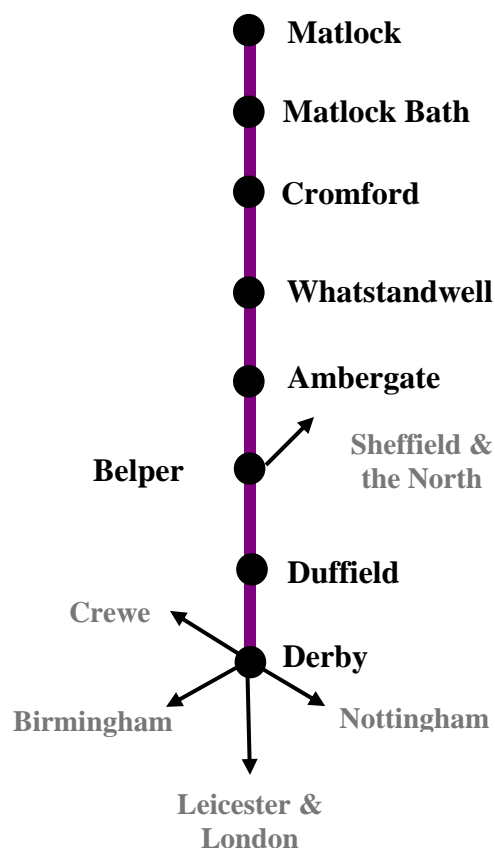 Matlock
Matlock Bath
Cromford
Whatstandwell
Ambergate
Sheffield &
the North
Belper
Duffield
Crewe
Derby
Birmingham
Nottingham
Leicester &
London